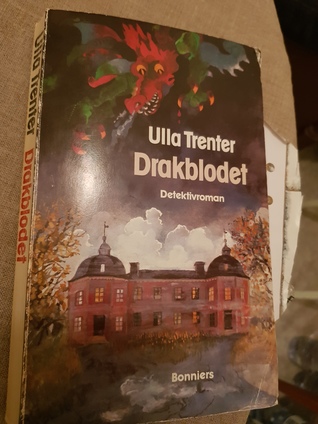 Ulla Trenter
Drakblodet
Detektivroman
Bonniers
Ulla Trenter Drakblodet